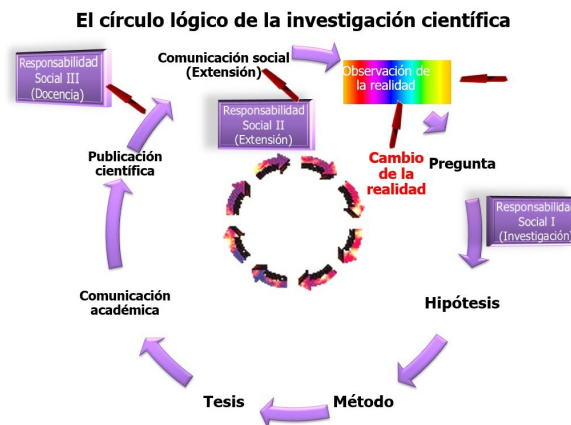 El círculo lógico de la investigación científica
Responsabilidad
Social III
(Docencia)
Comunicación social
(Extensión)
Observación de
la realidad
Responsabilidad
Social II
(Extensión)
Publicación
científica
Cambio
de la
realidad
Pregunta
Responsabilidad
Social I
(Investigación)
Comunicación
académica
Hipótesis
Tesis
Método